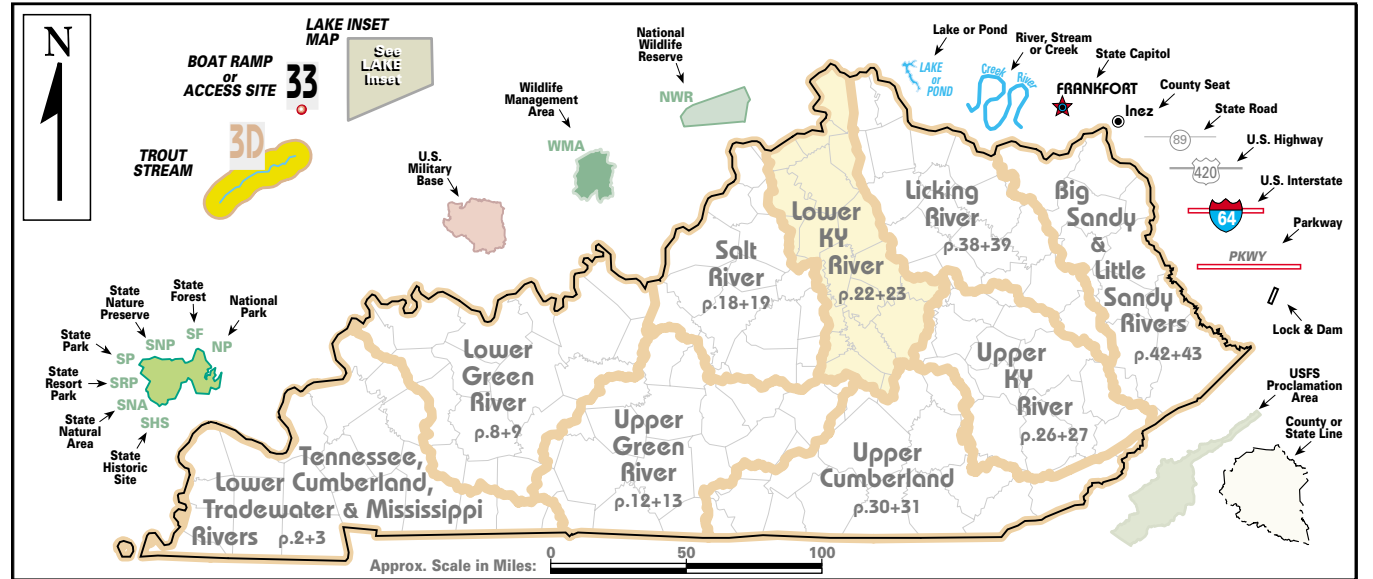 N
LAKE INSET
MAP
See
LAKE
Inset
BOAT RAMP
or
ACCESS SITE
33
3D
TROUT
STREAM
U.S.
Military
Base
Wildlife
Management
Area
WMA
National
Wildlife
Reserve
NWR
Lake or Pond
LAKE
or
POND
River, Stream
or Creek
Creek
River
State Capitol
FRANKFORT
County Seat
Inez
State Road
89
U.S. Highway
420
U.S. Interstate
64
Parkway
PKWY
Lock & Dam
USFS
Proclamation
Area
County or
State Line
State
Forest
SF
State
Nature
Preserve
SNP
National
Park
NP
State
Park
SP
State
Resort
Park
SRP
State
Natural
Area
SNA
State
Historic
Site
SHS
Lower
KY
River
p.22+23
Licking
River
p.38+39
Big
Sandy
&
Little
Sandy
Rivers
p.42+43
Salt
River
p.18+19
Lower
Green
River
p.8+9
Upper
KY
River
p.26+27
Upper
Green
River
p.12+13
Upper
Cumberland
p.30+31
Tennessee,
Lower Cumberland,
Tradewater & Mississippi
Rivers p.2+3
Approx. Scale in Miles:
0 50 100